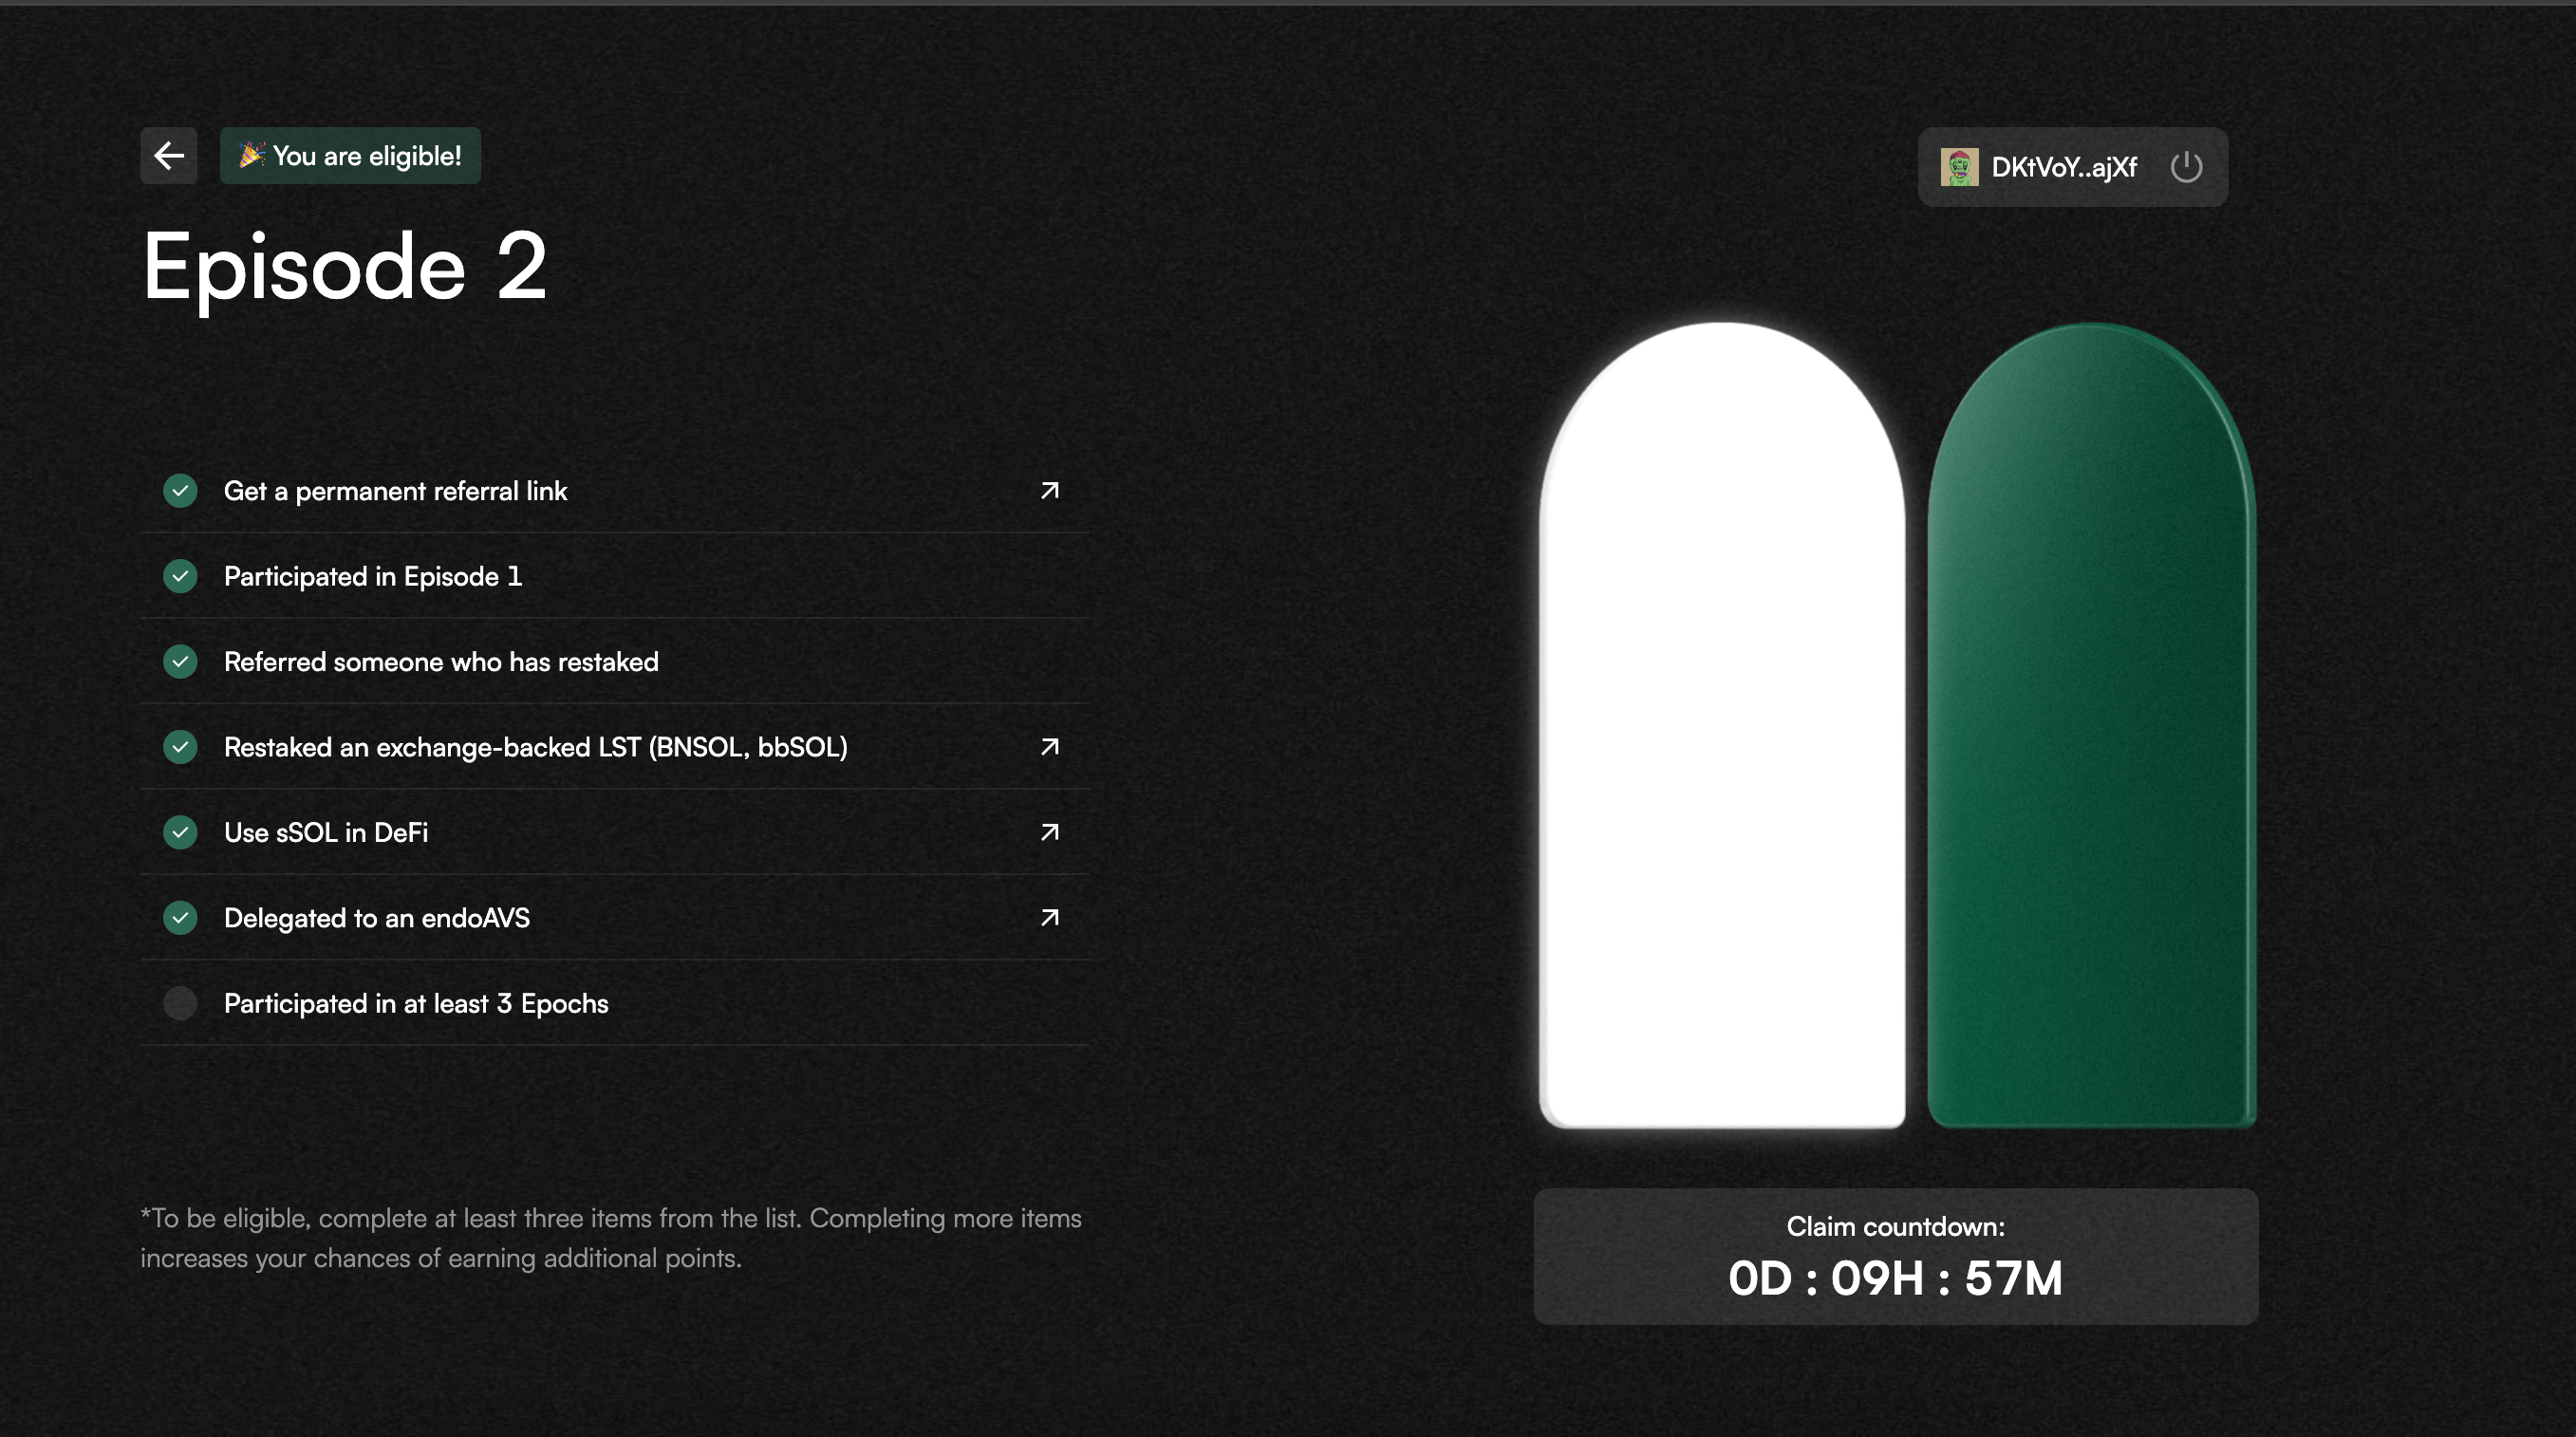 🎉 You are eligible!
DKtVoY..ajXf
Episode 2
Get a permanent referral link
Participated in Episode 1
Referred someone who has restaked
Restaked an exchange-backed LST (BNSOL, bbSOL)
Use sSOL in DeFi
Delegated to an endoAVS
Participated in at least 3 Epochs
*To be eligible, complete at least three items from the list. Completing more items
increases your chances of earning additional points.
Claim countdown:
0D : 09H : 57M